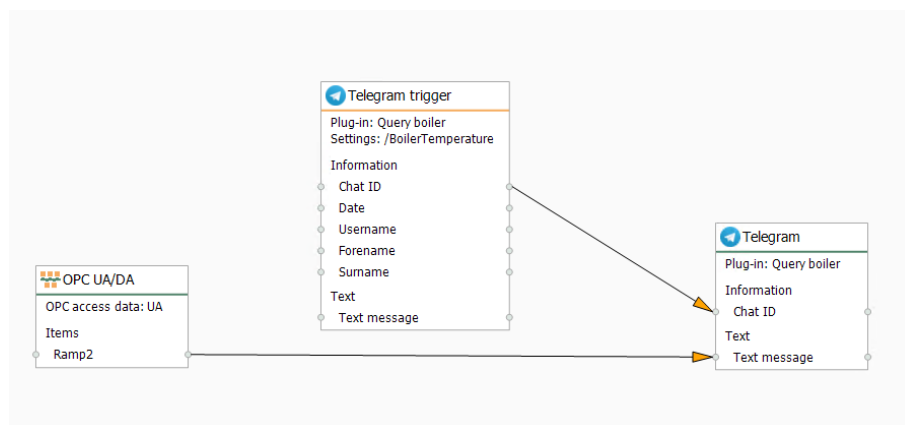 Telegram trigger
Plug-in: Query boiler
Settings: /BoilerTemperature
Information
Chat ID
Date
Username
Forename
Surname
Text
Text message
OPC UA/DA
OPC access data: UA
Items
Ramp2
Telegram
Plug-in: Query boiler
Information
Chat ID
Text
Text message